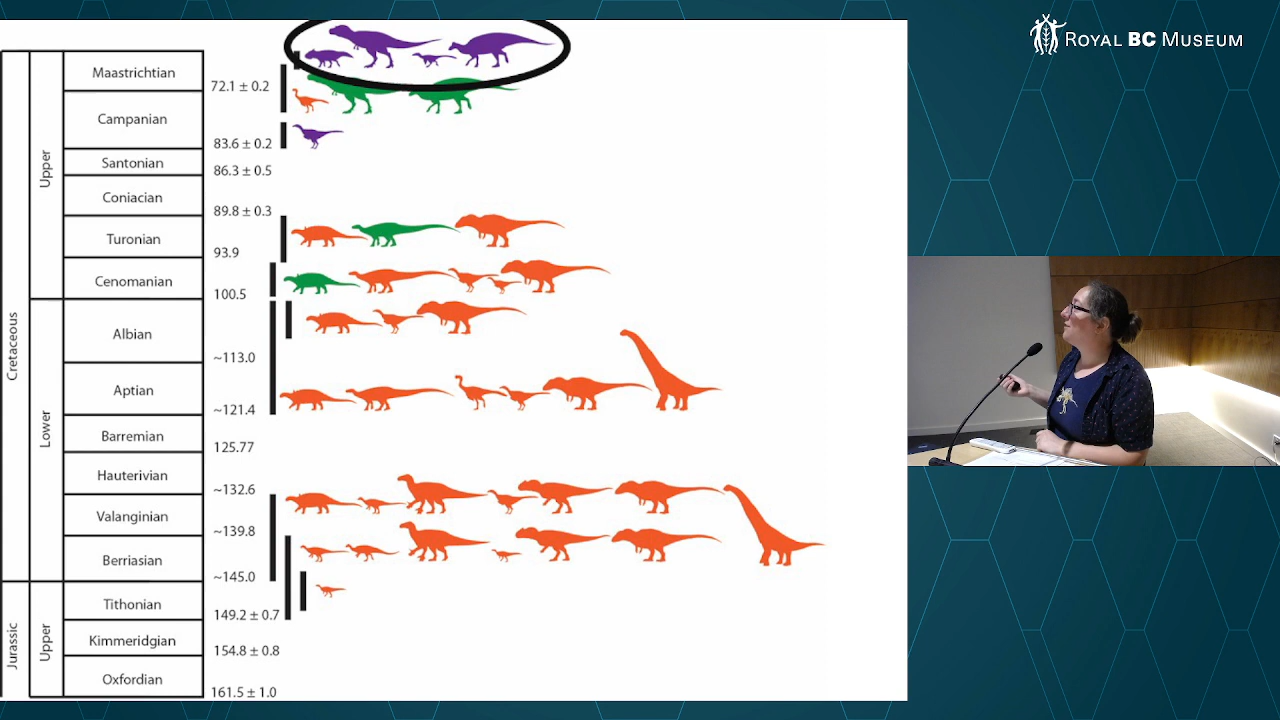 ROYAL BC MUSEUM
Maastrichtian
72.1 ± 0.2
Campanian
83.6 ± 0.2
Santonian
86.3 ± 0.5
Coniacian
89.8 ± 0.3
Turonian
93.9
Cenomanian
100.5
Upper
Albian
~113.0
Aptian
~121.4
Barremian
125.77
Hauterivian
~132.6
Valanginian
~139.8
Berriasian
~145.0
Lower
Cretaceous
Tithonian
149.2 ± 0.7
Kimmeridgian
154.8 ± 0.8
Oxfordian
161.5 ± 1.0
Upper
Jurassic